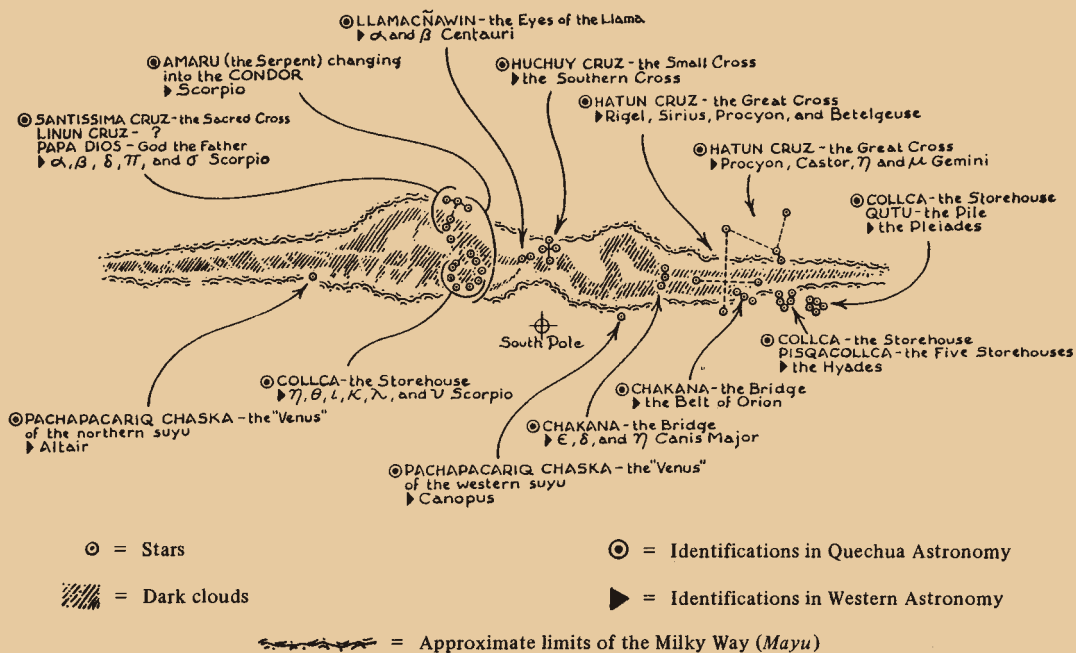 LLAMACÑAWIN - the Eyes of the Llama
α and β Centauri
AMARU (the Serpent) changing
into the CONDOR
Scorpio
HUCHUY CRUZ - the Small Cross
the Southern Cross
SANTISSIMA CRUZ - the Sacred Cross
LINUN CRUZ - ?
PAPA DIOS - God the Father
α, β, δ, π, and σ Scorpio
HATUN CRUZ - the Great Cross
Rigel, Sirius, Procyon, and Betelgeuse
HATUN CRUZ - the Great Cross
Procyon, Castor, η and μ Gemini
COLLCA - the Storehouse
QUTU - the Pile
the Pleiades
South Pole
COLLCA - the Storehouse
PISQACOLLCA - the Five Storehouses
the Hyades
COLLCA - the Storehouse
η, θ, ι, κ, λ, and υ Scorpio
CHAKANA - the Bridge
the Belt of Orion
PACHAPACARIQ CHASKA - the "Venus"
of the northern suyu
Altair
CHAKANA - the Bridge
ε, δ, and η Canis Major
PACHAPACARIQ CHASKA - the "Venus"
of the western suyu
Canopus
= Stars
= Identifications in Quechua Astronomy
= Dark clouds
= Identifications in Western Astronomy
= Approximate limits of the Milky Way (Mayu)